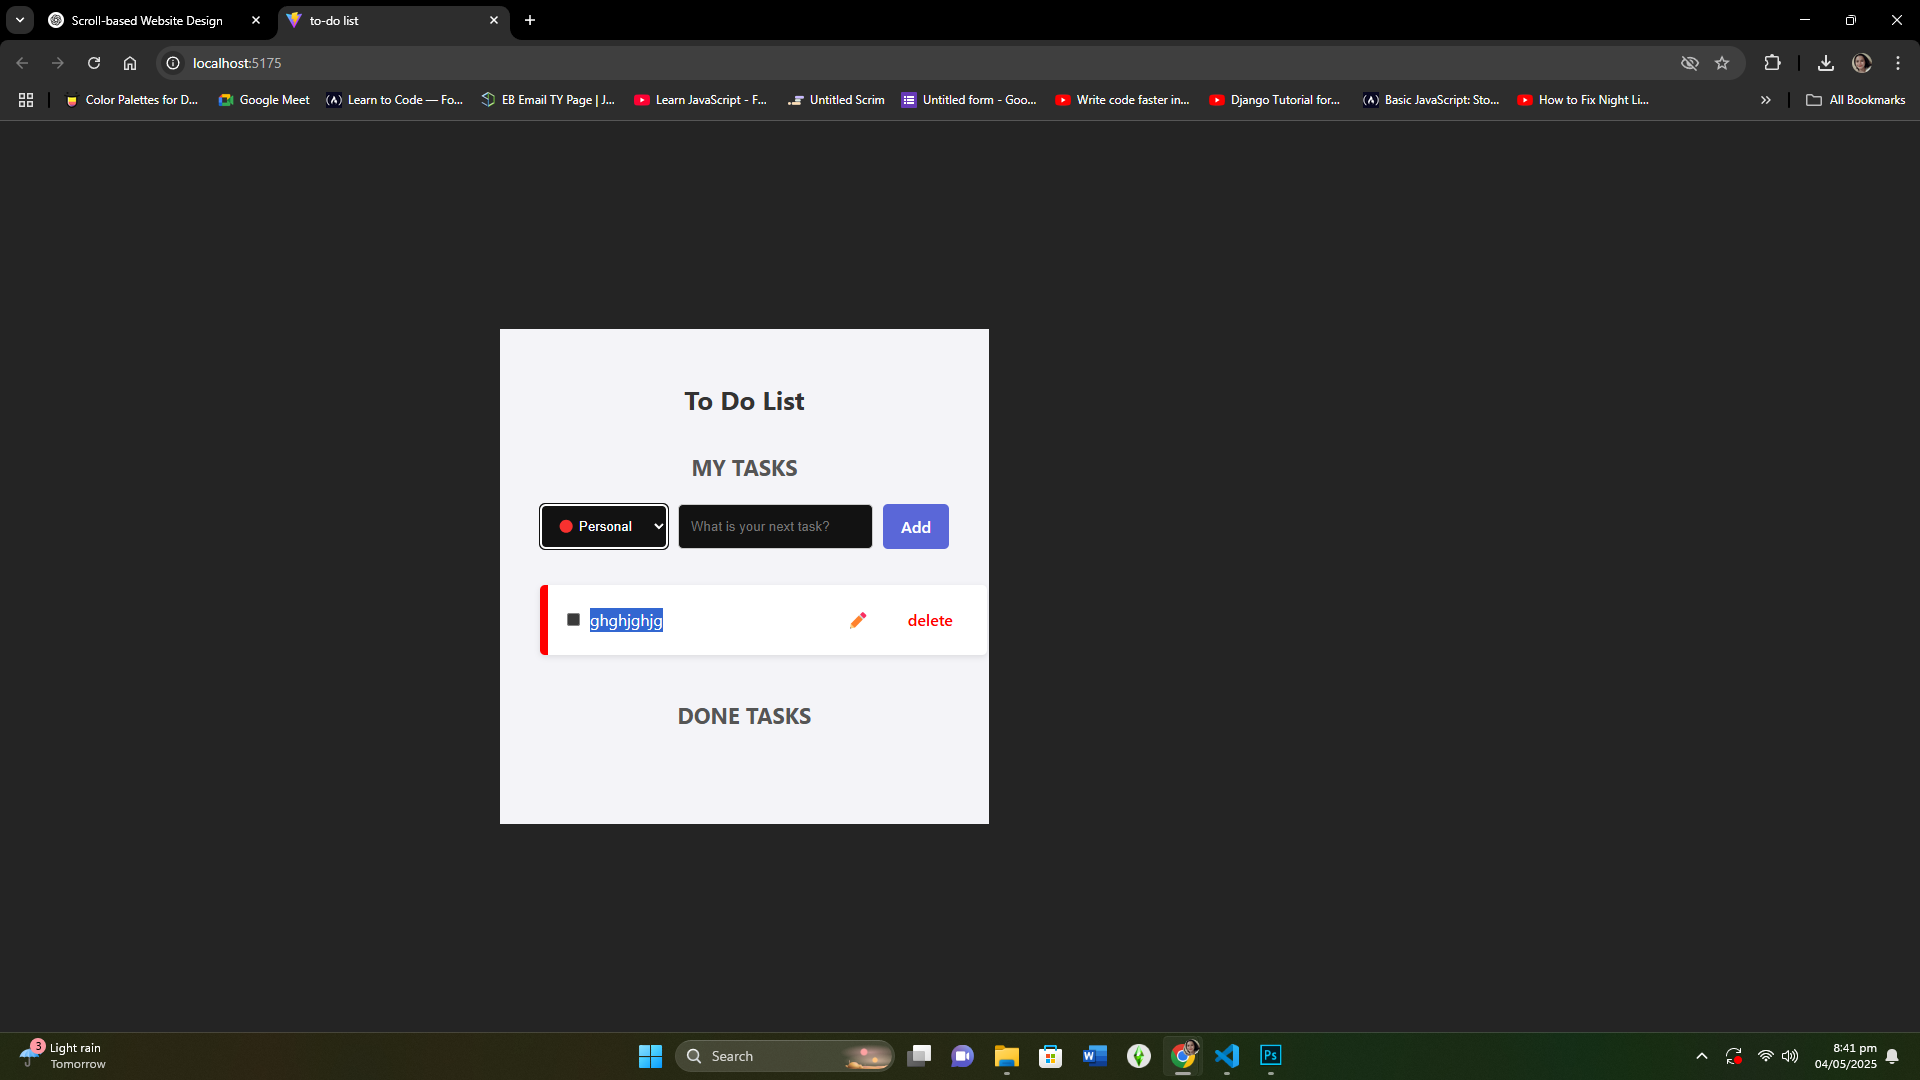 Scroll-based Website Design
to-do list
localhost:5175
Color Palettes for D...
Google Meet
Learn to Code — Fo...
EB Email TY Page | J...
Learn JavaScript - F...
Untitled Scrim
Untitled form - Goo...
Write code faster in...
Django Tutorial for...
Basic JavaScript: Sto...
How to Fix Night Li...
All Bookmarks
To Do List
MY TASKS
Personal
What is your next task?
Add
ghghjghjg
delete
DONE TASKS
3
Light rain
Tomorrow
Search
W
Ps
8:41 pm
04/05/2025